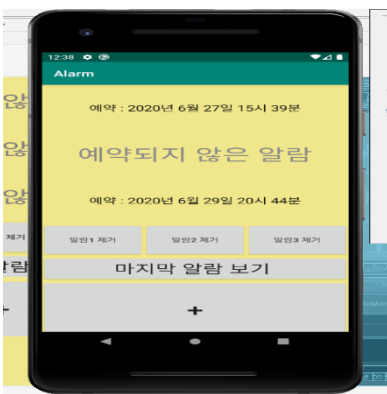 12:38
Alarm
예약 : 2020년 6월 27일 15시 39분
예약되지 않은 알람
예약 : 2020년 6월 29일 20시 44분
알람1 제거 알람2 제거 알람3 제거
마지막 알람 보기
+